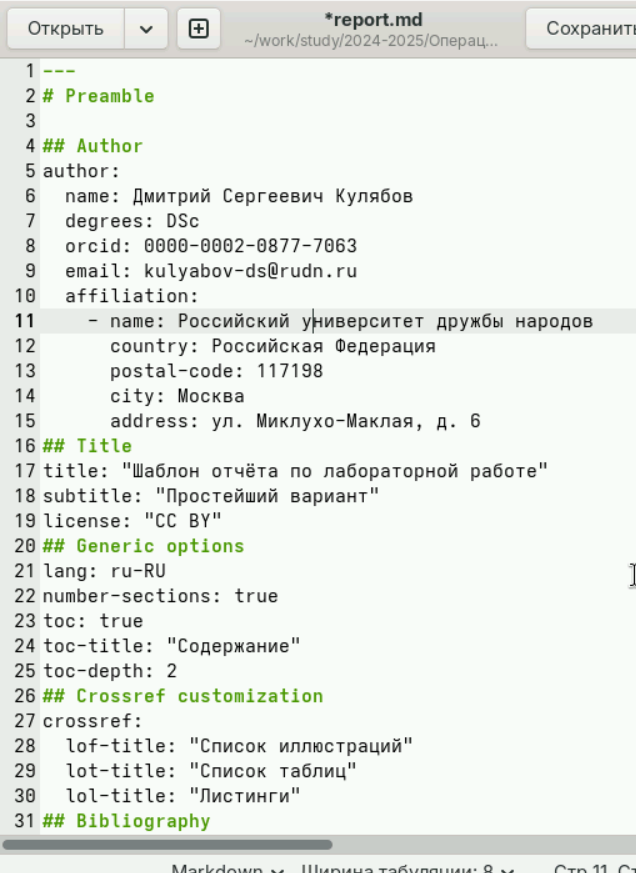 Открыть
*report.md
~/work/study/2024-2025/Операц...
Сохранить
1 ---
2 # Preamble
3
4 ## Author
5 author:
6   name: Дмитрий Сергеевич Кулябов
7   degrees: DSc
8   orcid: 0000-0002-0877-7063
9   email: kulyabov-ds@rudn.ru
10   affiliation:
11     - name: Российский университет дружбы народов
12       country: Российская Федерация
13       postal-code: 117198
14       city: Москва
15       address: ул. Миклухо-Маклая, д. 6
16 ## Title
17 title: "Шаблон отчёта по лабораторной работе"
18 subtitle: "Простейший вариант"
19 license: "CC BY"
20 ## Generic options
21 lang: ru-RU
22 number-sections: true
23 toc: true
24 toc-title: "Содержание"
25 toc-depth: 2
26 ## Crossref customization
27 crossref:
28   lof-title: "Список иллюстраций"
29   lot-title: "Список таблиц"
30   lol-title: "Листинги"
31 ## Bibliography
Markdown Ширина табуляции: 8 Стр 11, Ст